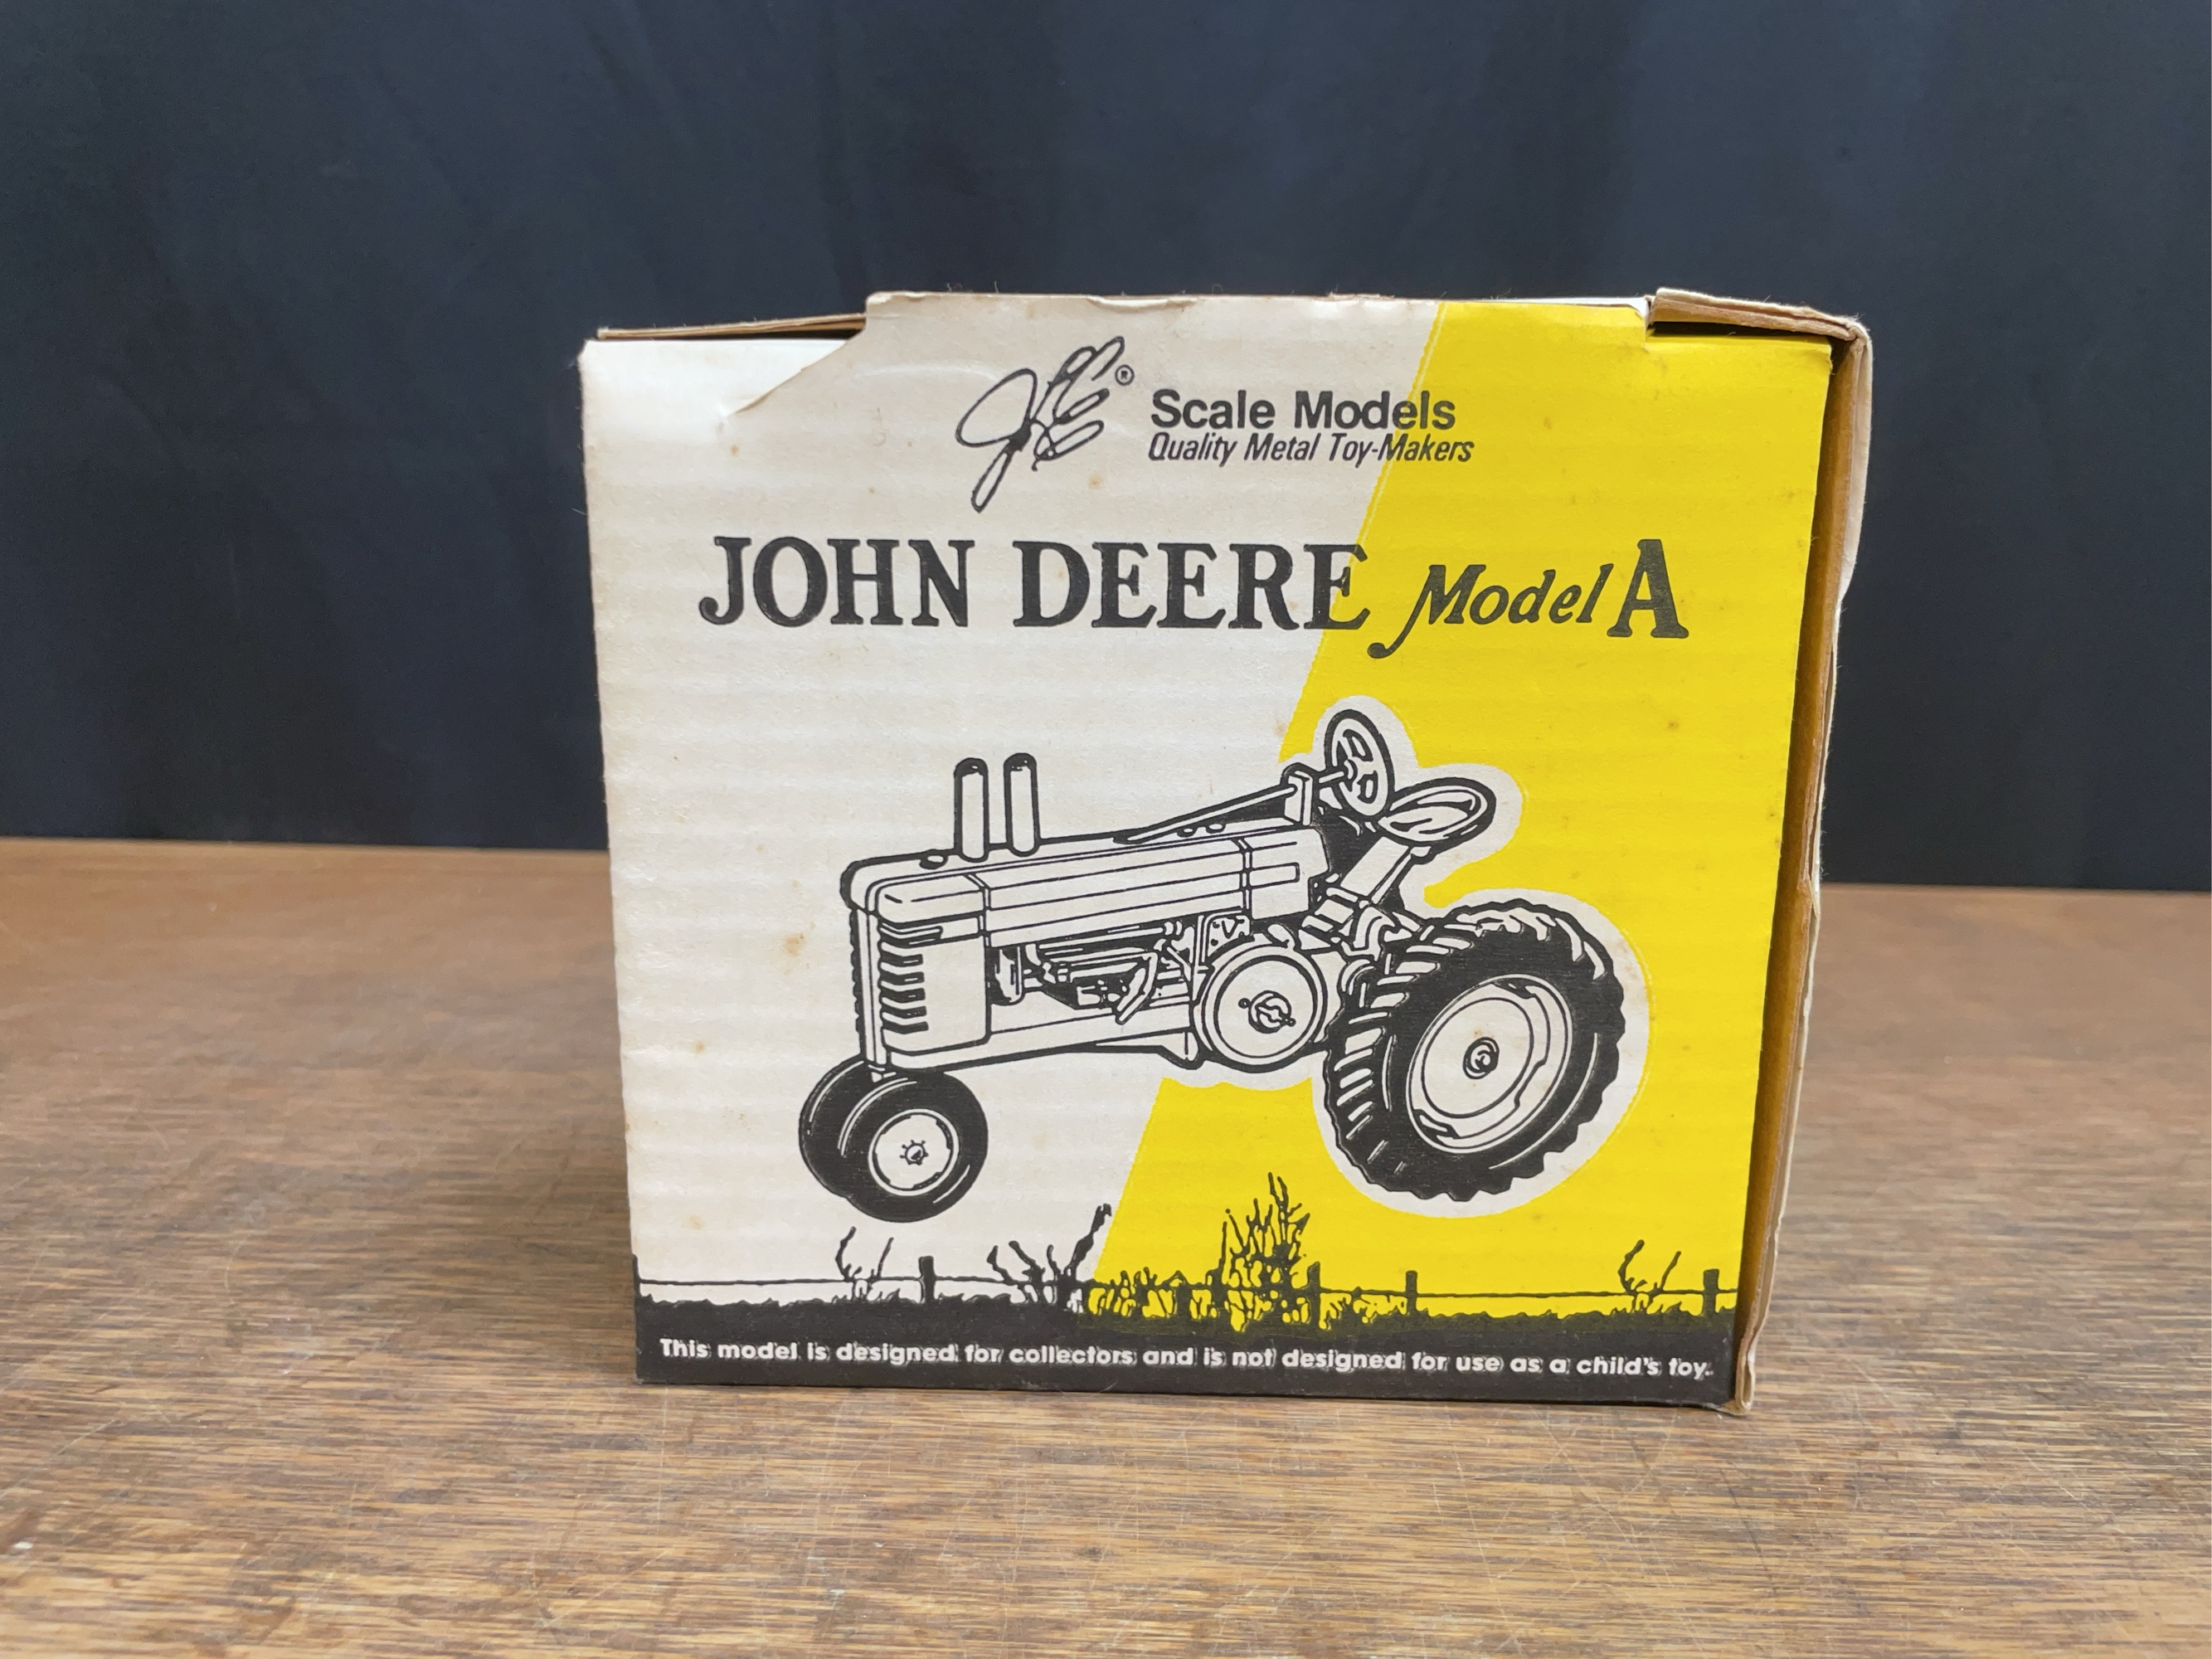 JLE®
Scale Models
Quality Metal Toy-Makers
JOHN DEERE Model A
This model is designed for collectors and is not designed for use as a child's toy.